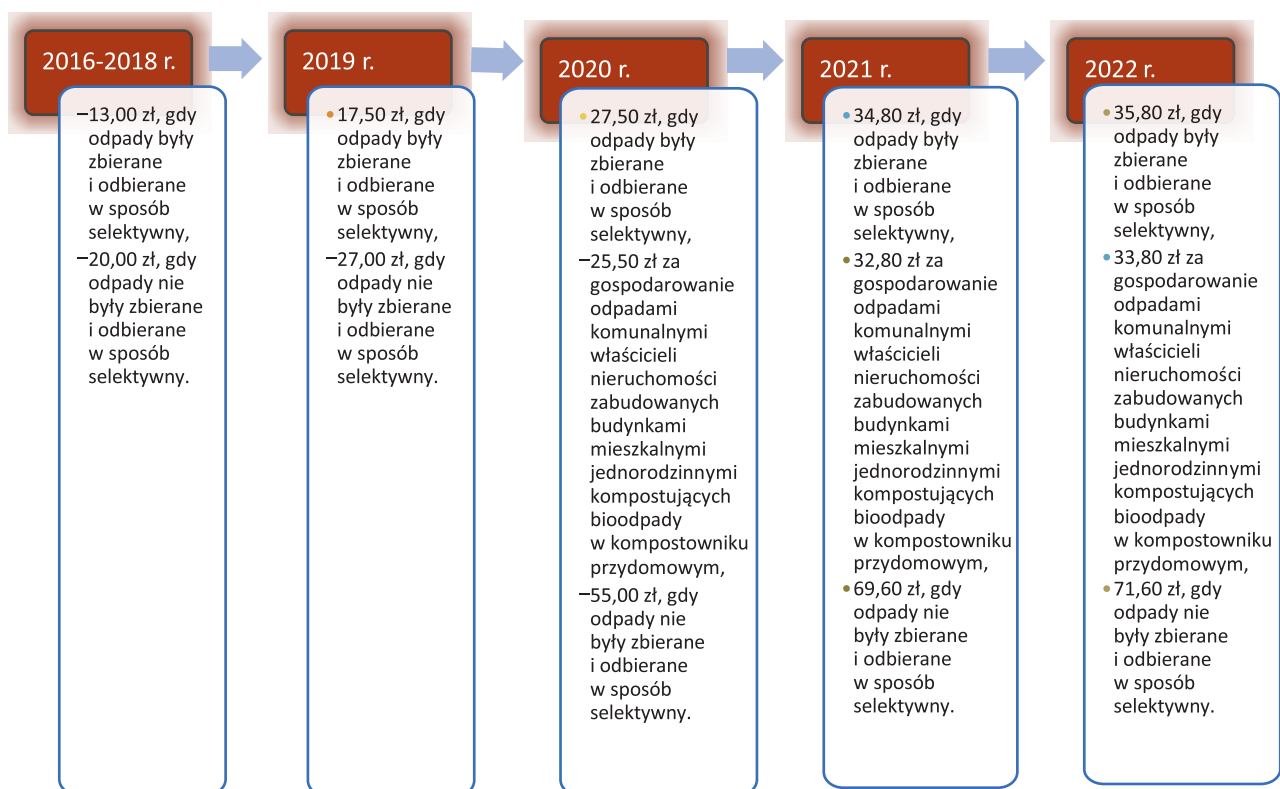 2016-2018 r.
–13,00 zł, gdy
odpady były
zbierane
i odbierane
w sposób
selektywny,
–20,00 zł, gdy
odpady nie
były zbierane
i odbierane
w sposób
selektywny.
2019 r.
• 17,50 zł, gdy
odpady były
zbierane
i odbierane
w sposób
selektywny,
–27,00 zł, gdy
odpady nie
były zbierane
i odbierane
w sposób
selektywny.
2020 r.
• 27,50 zł, gdy
odpady były
zbierane
i odbierane
w sposób
selektywny,
–25,50 zł za
gospodarowanie
odpadami
komunalnymi
właścicieli
nieruchomości
zabudowanych
budynkami
mieszkalnymi
jednorodzinnymi
kompostujących
bioodpady
w kompostowniku
przydomowym,
–55,00 zł, gdy
odpady nie
były zbierane
i odbierane
w sposób
selektywny.
2021 r.
• 34,80 zł, gdy
odpady były
zbierane
i odbierane
w sposób
selektywny,
• 32,80 zł za
gospodarowanie
odpadami
komunalnymi
właścicieli
nieruchomości
zabudowanych
budynkami
mieszkalnymi
jednorodzinnymi
kompostujących
bioodpady
w kompostowniku
przydomowym,
• 69,60 zł, gdy
odpady nie
były zbierane
i odbierane
w sposób
selektywny.
2022 r.
• 35,80 zł, gdy
odpady były
zbierane
i odbierane
w sposób
selektywny,
• 33,80 zł za
gospodarowanie
odpadami
komunalnymi
właścicieli
nieruchomości
zabudowanych
budynkami
mieszkalnymi
jednorodzinnymi
kompostujących
bioodpady
w kompostowniku
przydomowym,
• 71,60 zł, gdy
odpady nie
były zbierane
i odbierane
w sposób
selektywny.